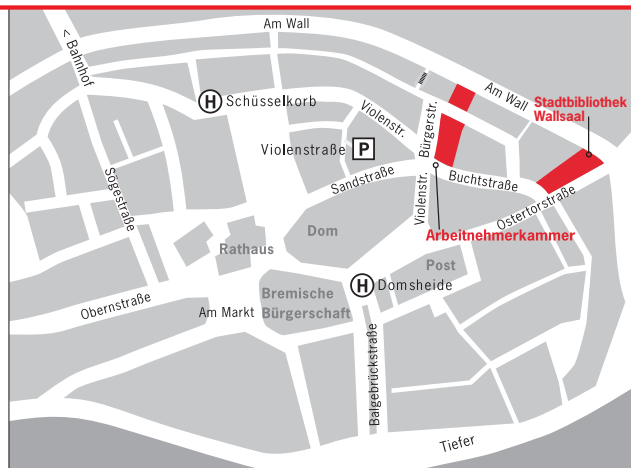 Am Wall
< Bahnhof
Am Wall
Stadtbibliothek
Wallsaal
H Schüsselkorb
Violenstr.
Bürgerstr.
Violenstraße P
Sandstraße
Buchtstraße
Sögestraße
Violenstr.
Ostertorstraße
Arbeitnehmerkammer
Dom
Rathaus
Post
H Domsheide
Obernstraße
Bremische
Bürgerschaft
Am Markt
Balgebrückstraße
Tiefer